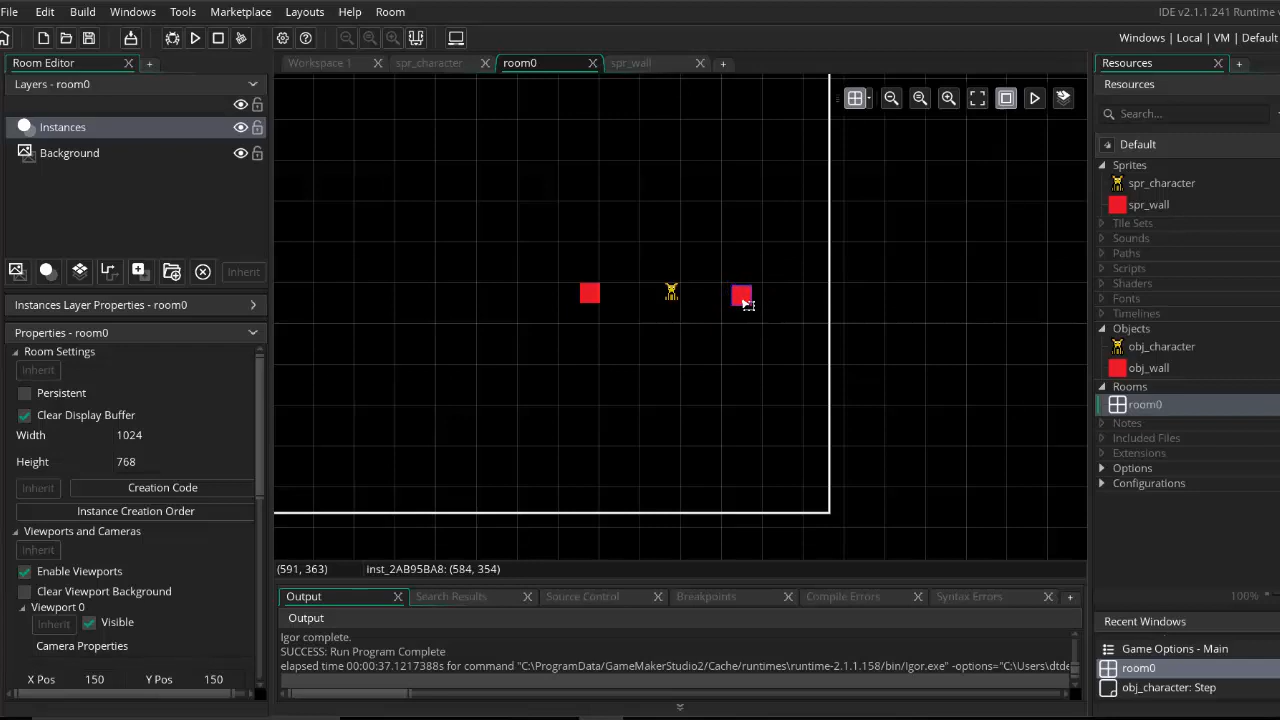 File Edit Build Windows Tools Marketplace Layouts Help Room IDE v2.1.1.241 Runtime
Windows | Local | VM | Default
Room Editor
Workspace 1 spr_character room0 spr_wall
Resources
Layers - room0
Resources
Search...
Instances
Default
Background
Sprites
spr_character
spr_wall
Tile Sets
Sounds
Paths
Scripts
Inherit
Shaders
Fonts
Instances Layer Properties - room0
Timelines
Properties - room0
Objects
Room Settings
obj_character
Inherit
obj_wall
Persistent
Rooms
Clear Display Buffer
room0
Width 1024
Notes
Included Files
Height 768
Extensions
Options
Inherit Creation Code
Configurations
Instance Creation Order
Viewports and Cameras
Inherit
Enable Viewports
(591, 363) inst_2AB95BA8: (584, 354)
Clear Viewport Background
Output Search Results Source Control Breakpoints Compile Errors Syntax Errors
100%
Viewport 0
Inherit Visible
Output
Recent Windows
Igor complete.
Camera Properties
SUCCESS: Run Program Complete
Game Options - Main
elapsed time 00:00:37.1217388s for command "C:\ProgramData/GameMakerStudio2/Cache/runtimes\runtime-2.1.1.158/bin/Igor.exe" -options="C:\Users\dtde
room0
X Pos 150 Y Pos 150
obj_character: Step